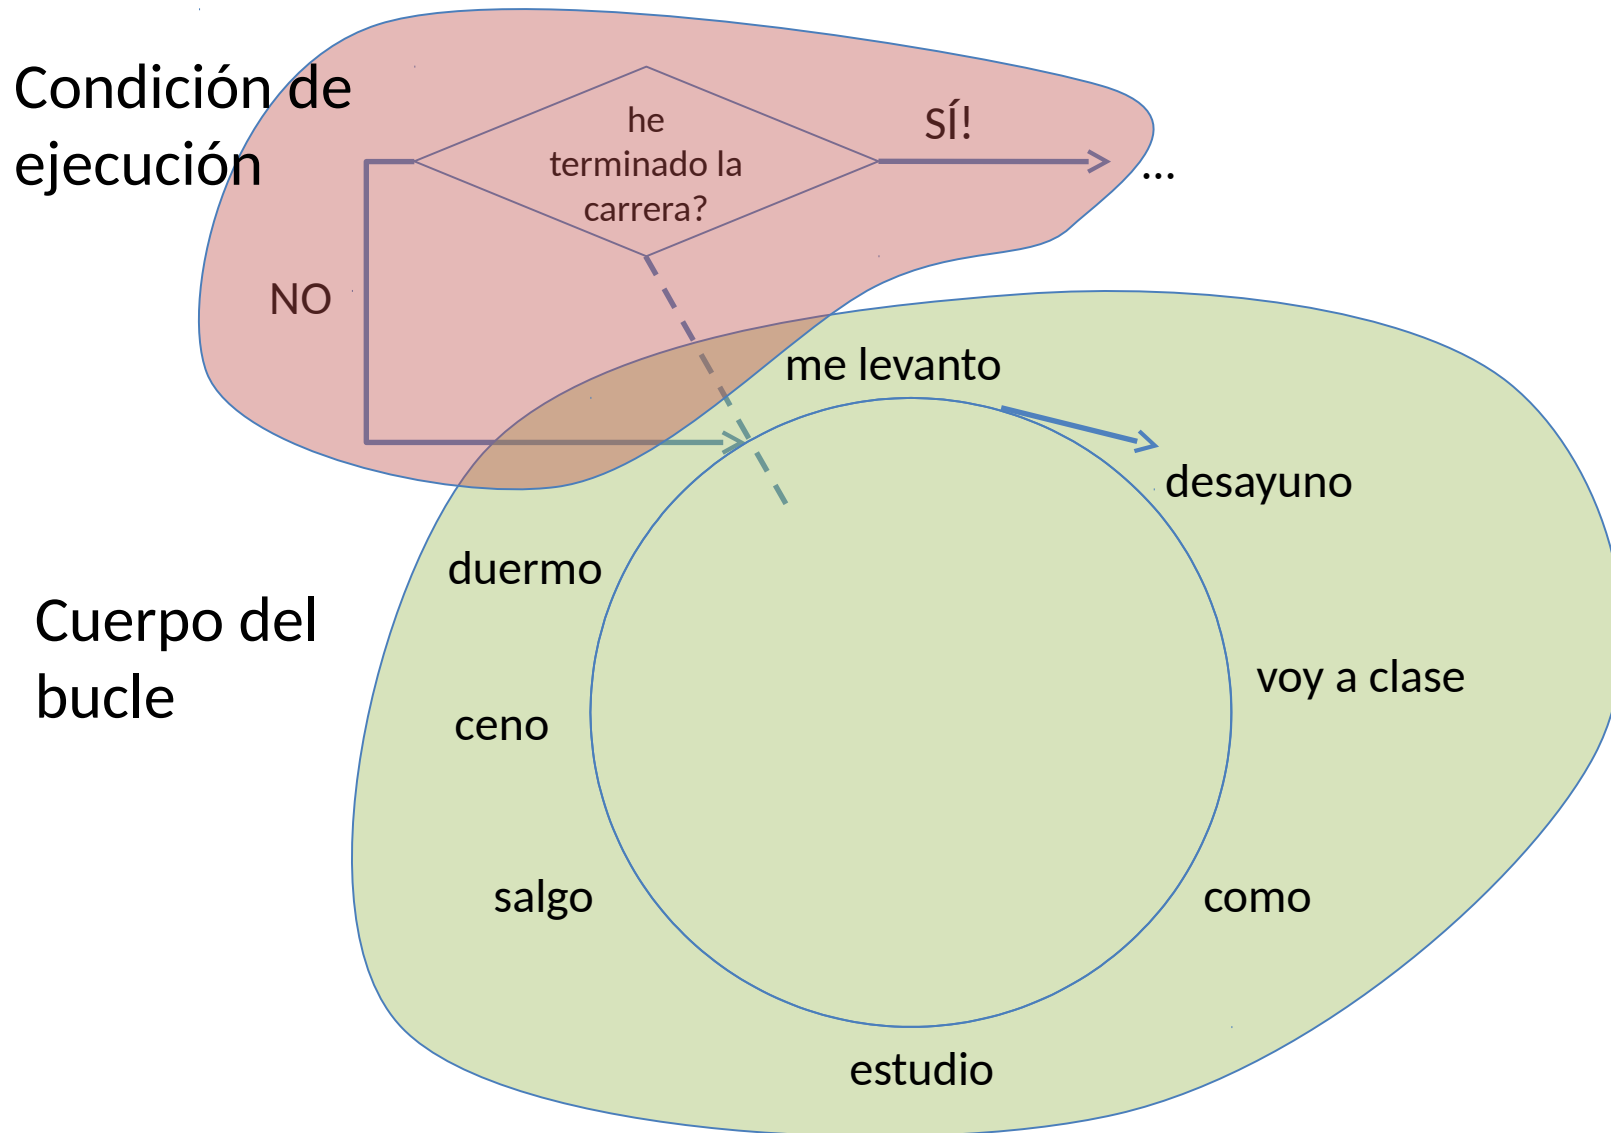 Condición de
ejecución
he
terminado la
carrera?
SÍ!
...
NO
me levanto
desayuno
duermo
Cuerpo del
bucle
voy a clase
ceno
salgo
como
estudio